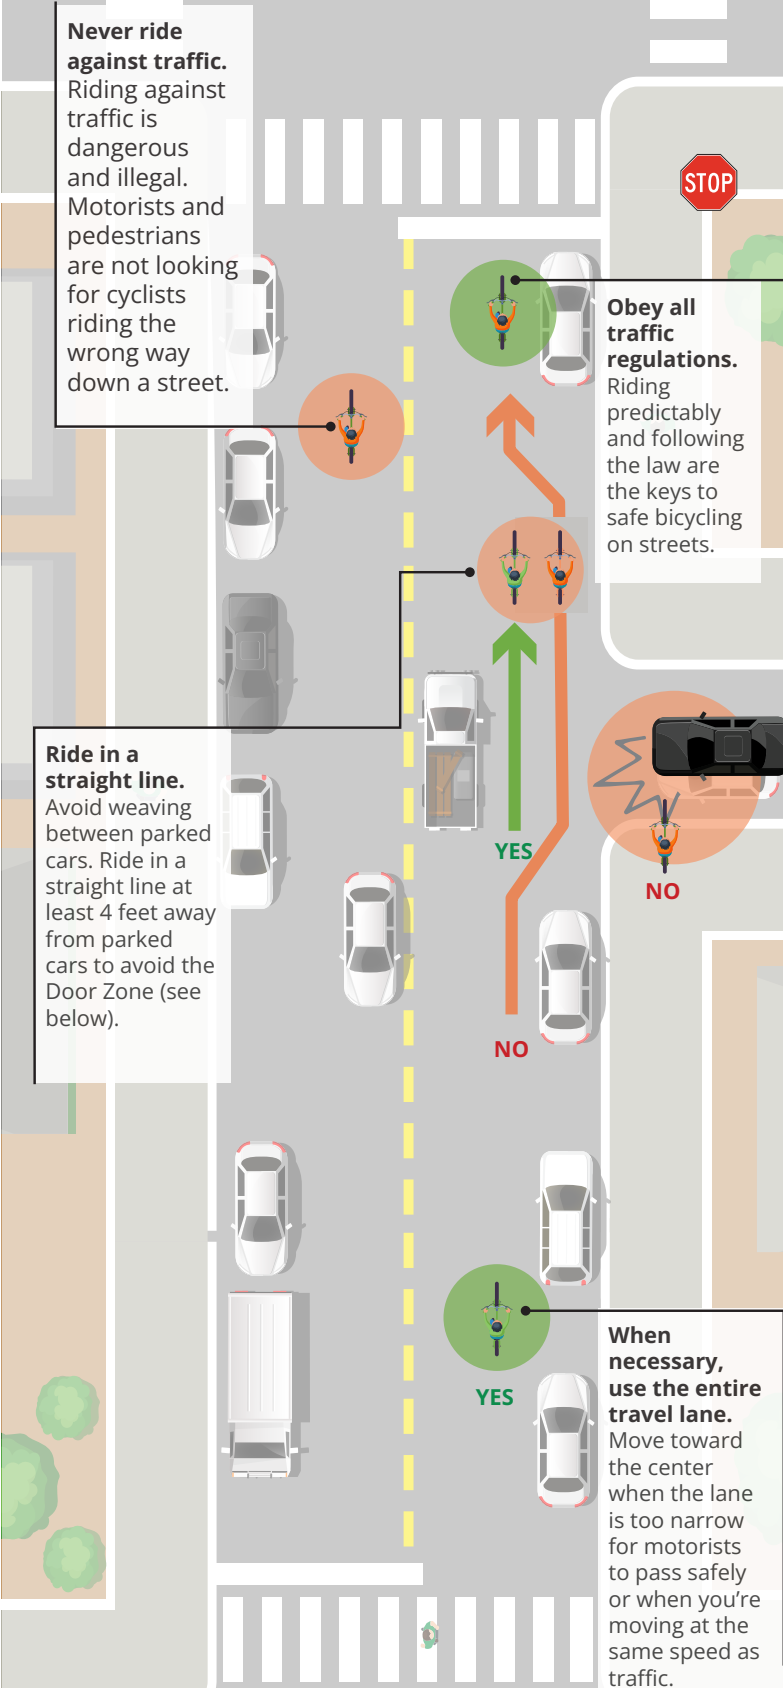 Never ride
against traffic.
Riding against
traffic is
dangerous
and illegal.
Motorists and
pedestrians
are not looking
for cyclists
riding the
wrong way
down a street.
STOP
Obey all
traffic
regulations.
Riding
predictably
and following
the law are
the keys to
safe bicycling
on streets.
Ride in a
straight line.
Avoid weaving
between parked
cars. Ride in a
straight line at
least 4 feet away
from parked
cars to avoid the
Door Zone (see
below).
YES
NO
NO
YES
When
necessary,
use the entire
travel lane.
Move toward
the center
when the lane
is too narrow
for motorists
to pass safely
or when you’re
moving at the
same speed as
traffic.